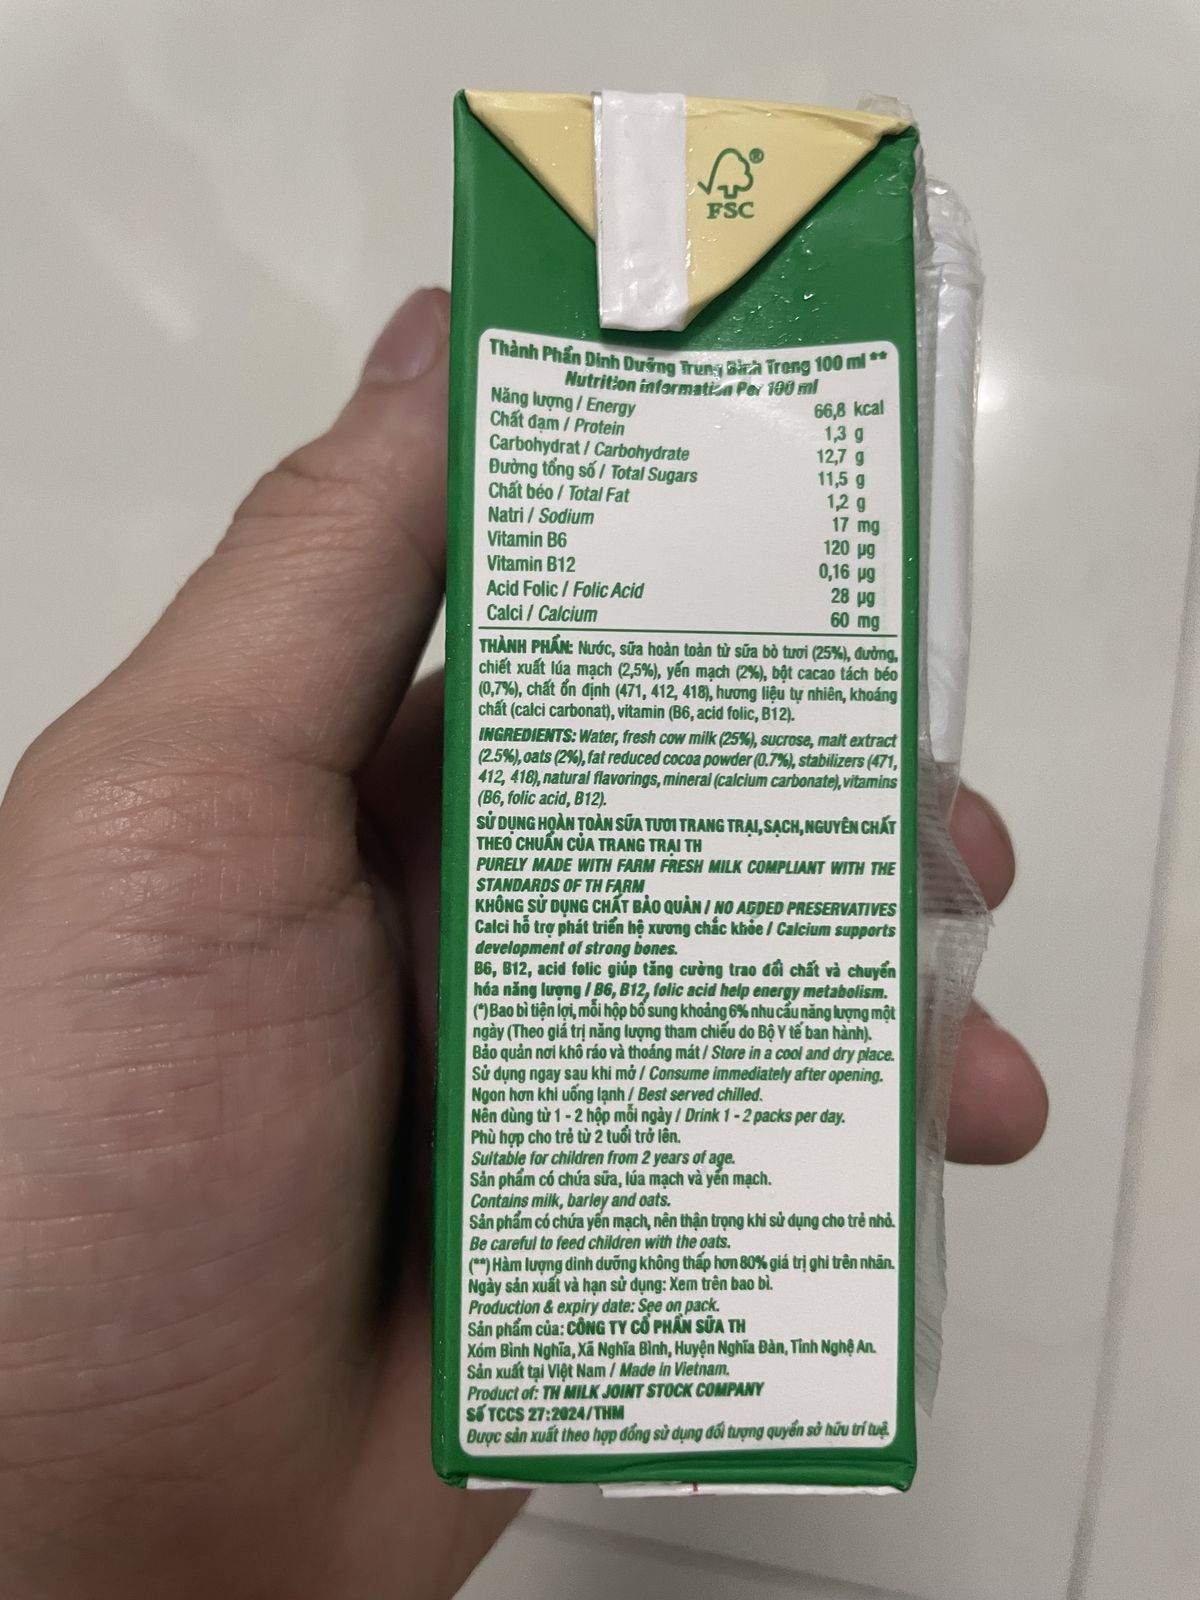 FSC®
Thành Phần Dinh Dưỡng Trung Bình Trong 100 ml **
Nutrition information Per 100 ml
Năng lượng / Energy 66,8 kcal
Chất đạm / Protein 1,3 g
Carbohydrat / Carbohydrate 12,7 g
Đường tổng số / Total Sugars 11,5 g
Chất béo / Total Fat 1,2 g
Natri / Sodium 17 mg
Vitamin B6 120 µg
Vitamin B12 0,16 µg
Acid Folic / Folic Acid 28 µg
Calci / Calcium 60 mg
THÀNH PHẦN: Nước, sữa hoàn toàn từ sữa bò tươi (25%), đường,
chiết xuất lúa mạch (2,5%), yến mạch (2%), bột cacao tách béo
(0,7%), chất ổn định (471, 412, 418), hương liệu tự nhiên, khoáng
chất (calci carbonat), vitamin (B6, acid folic, B12).
INGREDIENTS: Water, fresh cow milk (25%), sucrose, malt extract
(2.5%), oats (2%), fat reduced cocoa powder (0.7%), stabilizers (471,
412, 418), natural flavorings, mineral (calcium carbonate), vitamins
(B6, folic acid, B12).
SỬ DỤNG HOÀN TOÀN SỮA TƯƠI TRANG TRẠI, SẠCH, NGUYÊN CHẤT
THEO CHUẨN CỦA TRANG TRẠI TH
PURELY MADE WITH FARM FRESH MILK COMPLIANT WITH THE
STANDARDS OF TH FARM
KHÔNG SỬ DỤNG CHẤT BẢO QUẢN / NO ADDED PRESERVATIVES
Calci hỗ trợ phát triển hệ xương chắc khỏe / Calcium supports
development of strong bones.
B6, B12, acid folic giúp tăng cường trao đổi chất và chuyển
hóa năng lượng / B6, B12, folic acid help energy metabolism.
(*) Bao bì tiện lợi, mỗi hộp bổ sung khoảng 6% nhu cầu năng lượng một
ngày (Theo giá trị năng lượng tham chiếu do Bộ Y tế ban hành).
Bảo quản nơi khô ráo và thoáng mát / Store in a cool and dry place.
Sử dụng ngay sau khi mở / Consume immediately after opening.
Ngon hơn khi uống lạnh / Best served chilled.
Nên dùng từ 1 - 2 hộp mỗi ngày / Drink 1 - 2 packs per day.
Phù hợp cho trẻ từ 2 tuổi trở lên.
Suitable for children from 2 years of age.
Sản phẩm có chứa sữa, lúa mạch và yến mạch.
Contains milk, barley and oats.
Sản phẩm có chứa yến mạch, nên thận trọng khi sử dụng cho trẻ nhỏ.
Be careful to feed children with the oats.
(**) Hàm lượng dinh dưỡng không thấp hơn 80% giá trị ghi trên nhãn.
Ngày sản xuất và hạn sử dụng: Xem trên bao bì.
Production & expiry date: See on pack.
Sản phẩm của: CÔNG TY CỔ PHẦN SỮA TH
Xóm Bình Nghĩa, Xã Nghĩa Bình, Huyện Nghĩa Đàn, Tỉnh Nghệ An.
Sản xuất tại Việt Nam / Made in Vietnam.
Product of: TH MILK JOINT STOCK COMPANY
Số TCCS 27:2024/THM
Được sản xuất theo hợp đồng sử dụng đối tượng quyền sở hữu trí tuệ.